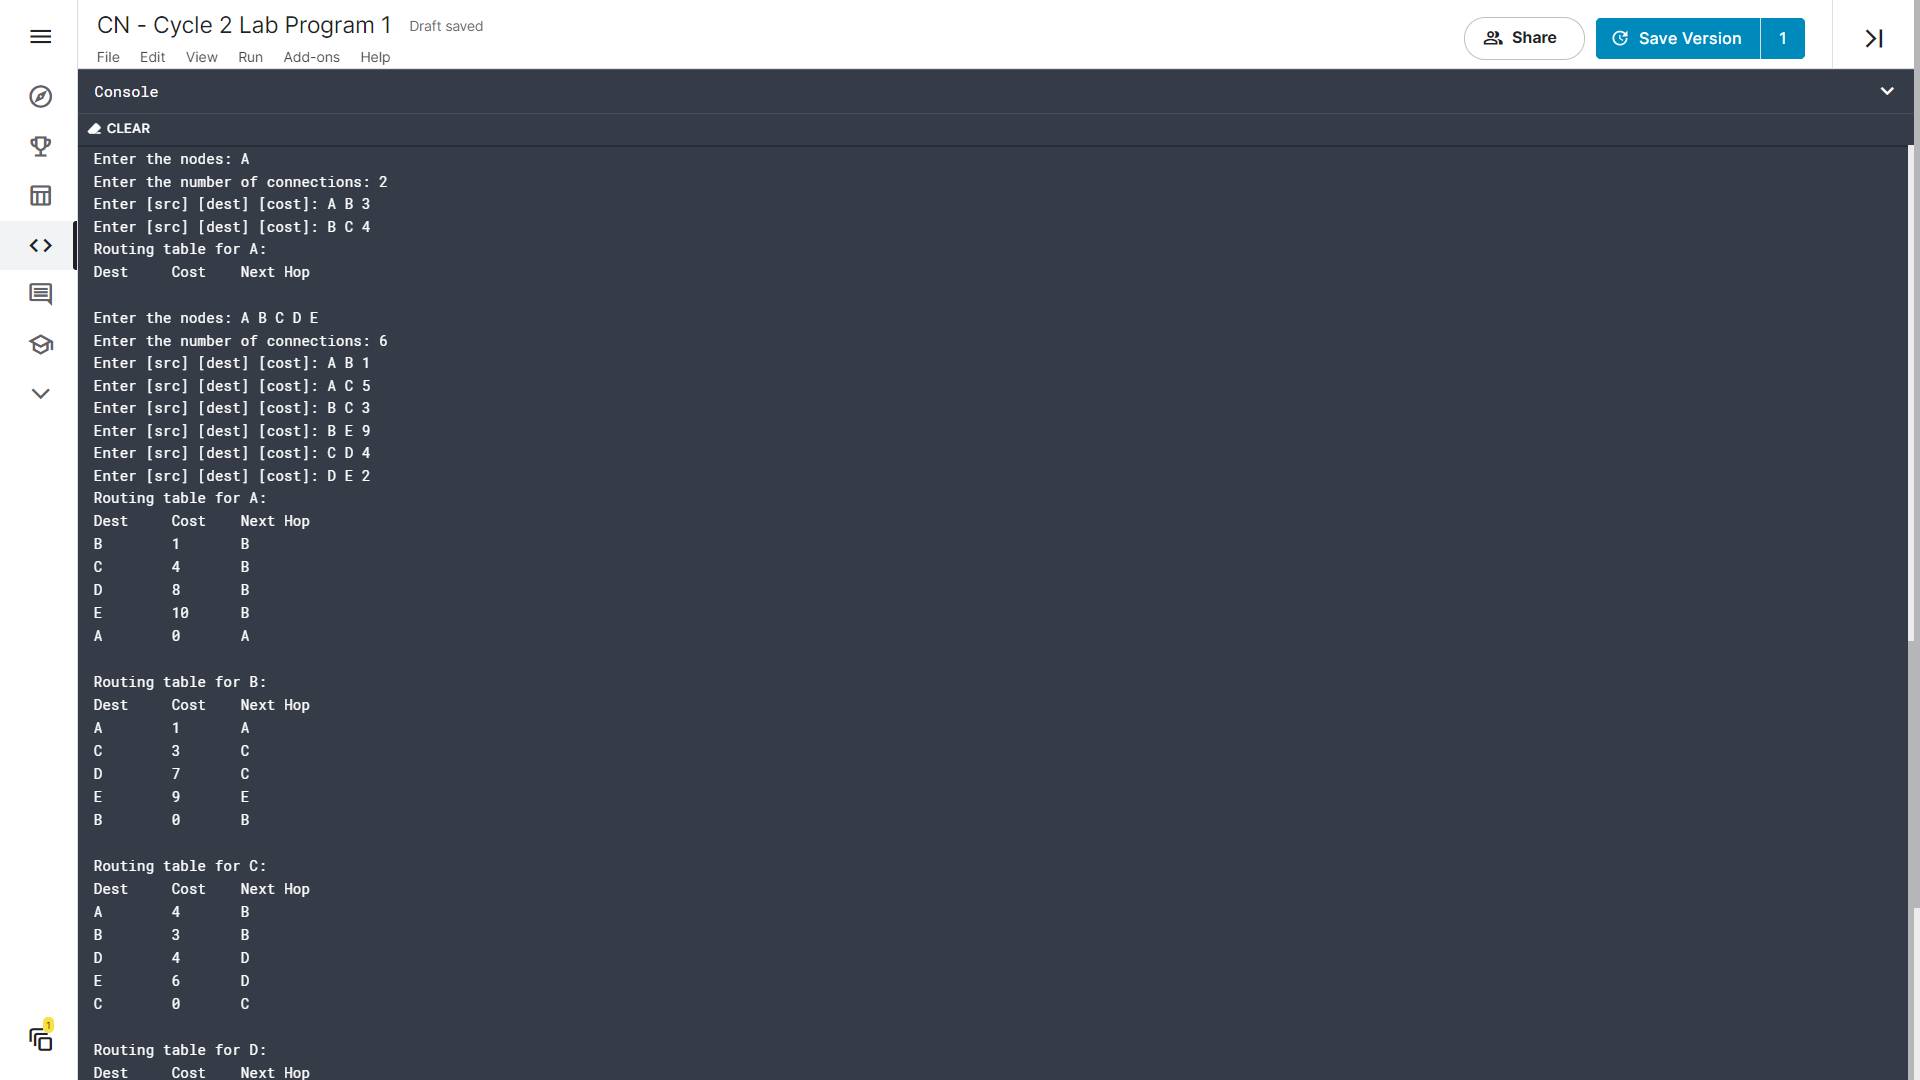 CN - Cycle 2 Lab Program 1 Draft saved
File Edit View Run Add-ons Help
Share
Save Version 1
Console
CLEAR
Enter the nodes: A
Enter the number of connections: 2
Enter [src] [dest] [cost]: A B 3
Enter [src] [dest] [cost]: B C 4
Routing table for A:
Dest Cost Next Hop
Enter the nodes: A B C D E
Enter the number of connections: 6
Enter [src] [dest] [cost]: A B 1
Enter [src] [dest] [cost]: A C 5
Enter [src] [dest] [cost]: B C 3
Enter [src] [dest] [cost]: B E 9
Enter [src] [dest] [cost]: C D 4
Enter [src] [dest] [cost]: D E 2
Routing table for A:
Dest Cost Next Hop
B 1 B
C 4 B
D 8 B
E 10 B
A 0 A
Routing table for B:
Dest Cost Next Hop
A 1 A
C 3 C
D 7 C
E 9 E
B 0 B
Routing table for C:
Dest Cost Next Hop
A 4 B
B 3 B
D 4 D
E 6 D
C 0 C
Routing table for D:
Dest Cost Next Hop
1